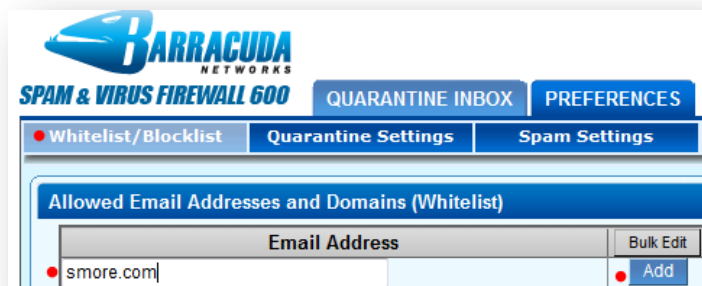 BARRACUDA
NETWORKS
SPAM & VIRUS FIREWALL 600
QUARANTINE INBOX PREFERENCES
Whitelist/Blocklist Quarantine Settings Spam Settings
Allowed Email Addresses and Domains (Whitelist)
Email Address Bulk Edit
smore.com Add